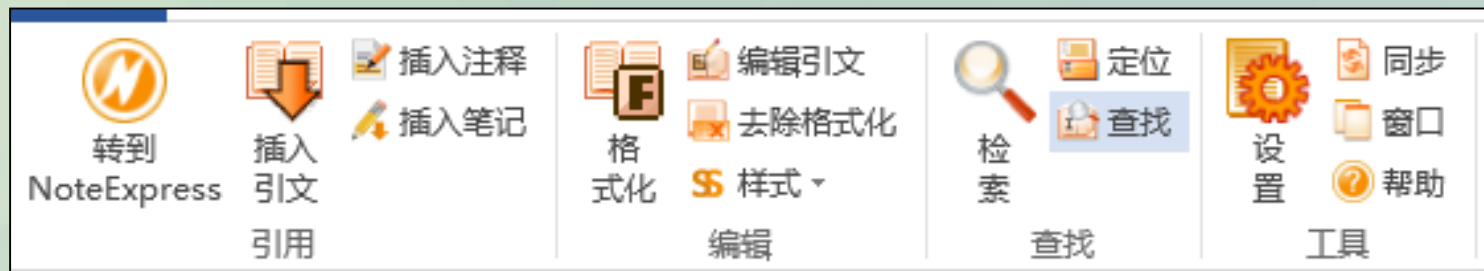 转到
NoteExpress
插入
引文
插入注释
插入笔记
引用
格
式化
编辑引文
去除格式化
样式
编辑
检
索
定位
查找
查找
设
置
同步
窗口
帮助
工具